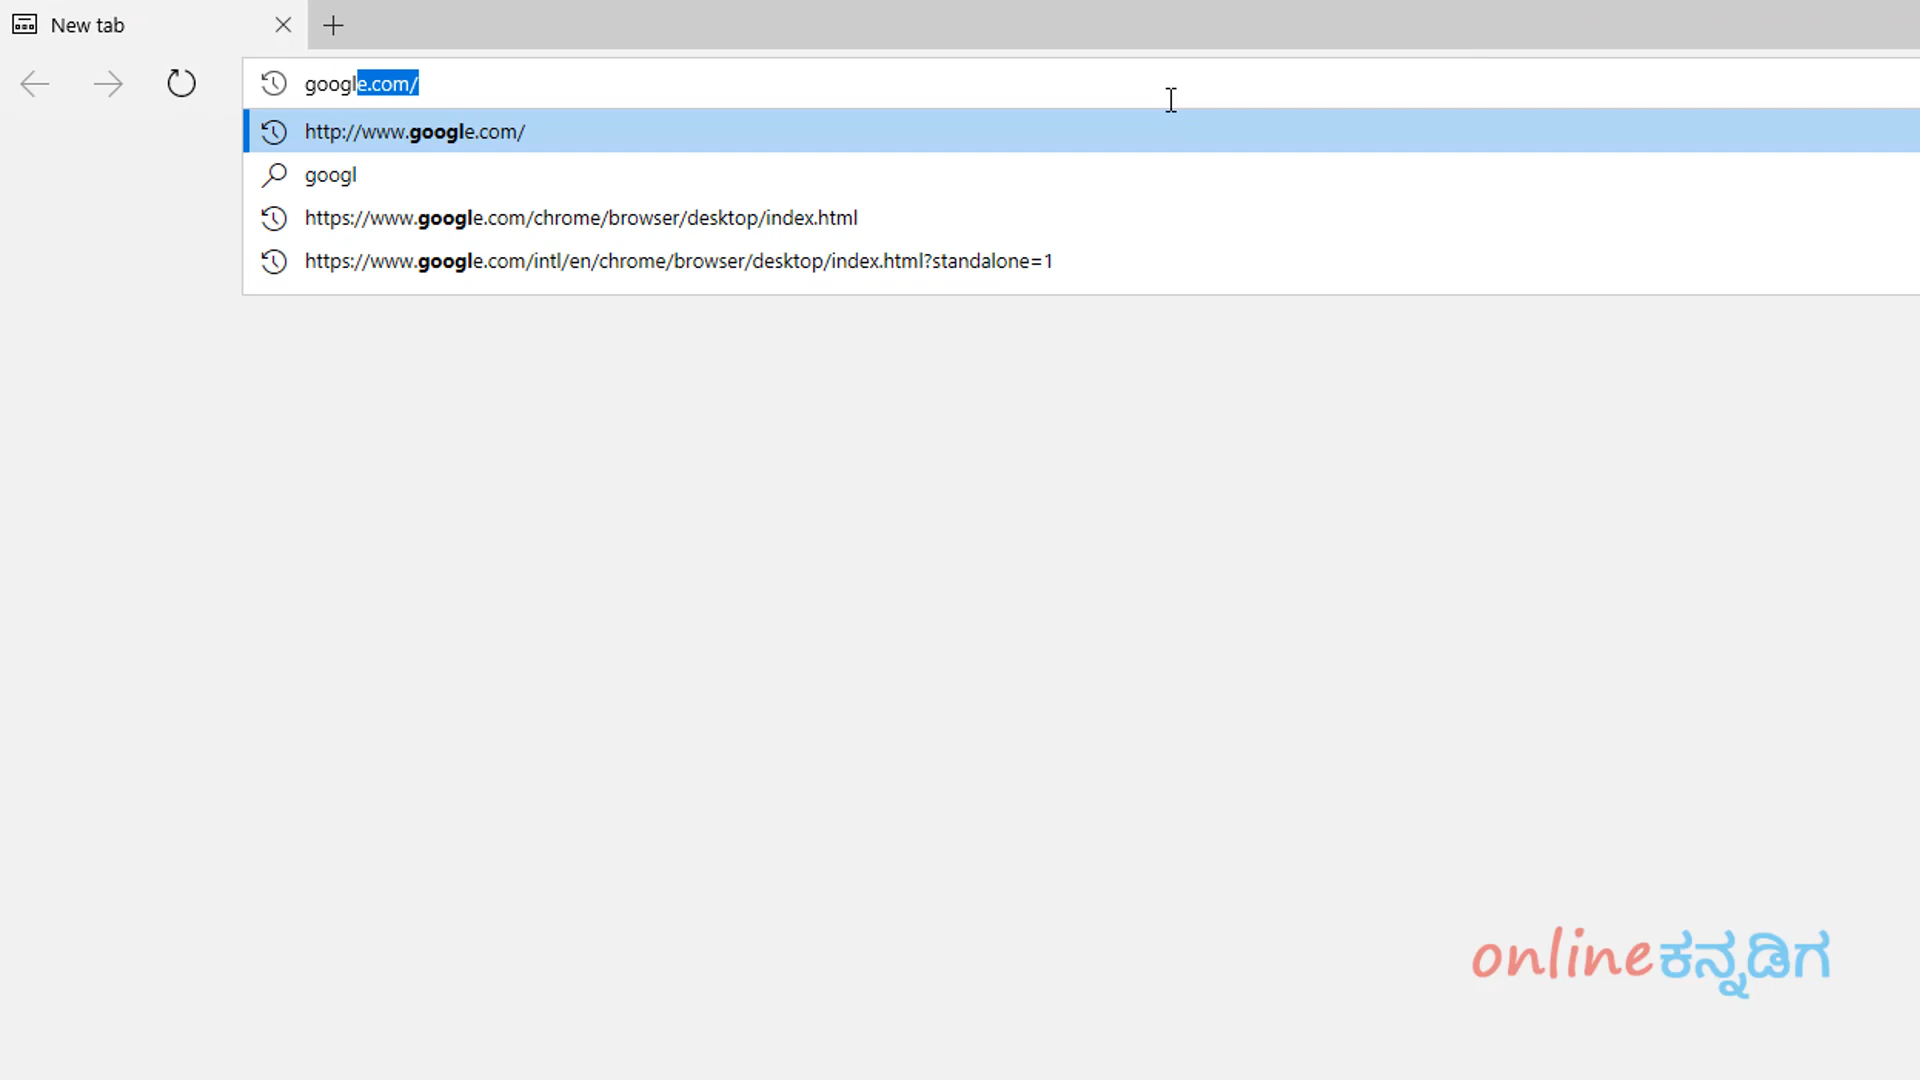 New tab
google.com/
http://www.google.com/
googl
https://www.google.com/chrome/browser/desktop/index.html
https://www.google.com/intl/en/chrome/browser/desktop/index.html?standalone=1
onlineಕನ್ನಡಿಗ